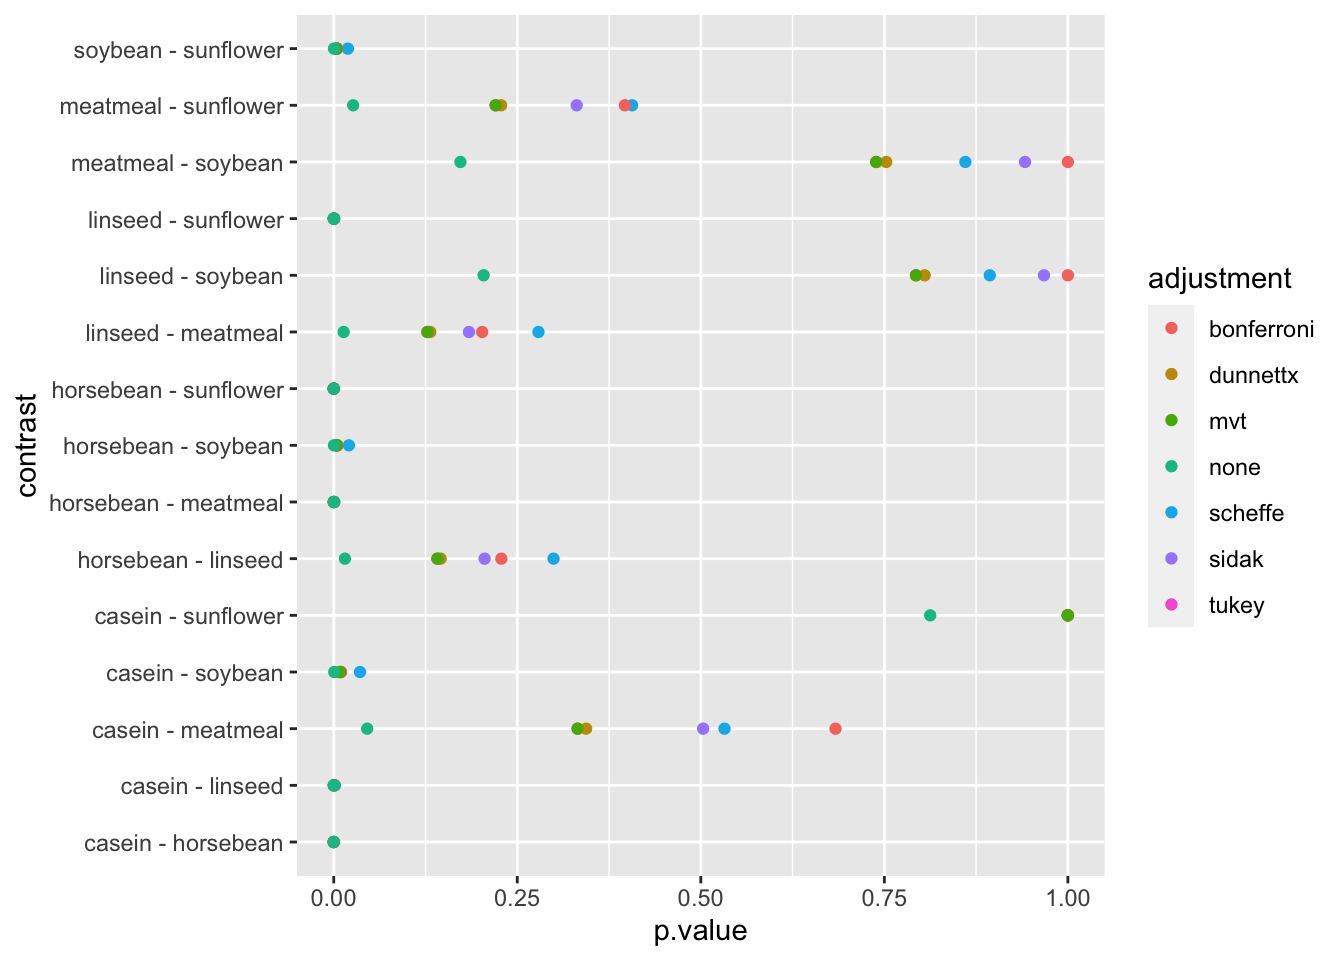 soybean - sunflower
meatmeal - sunflower
meatmeal - soybean
linseed - sunflower
linseed - soybean
linseed - meatmeal
horsebean - sunflower
horsebean - soybean
horsebean - meatmeal
horsebean - linseed
casein - sunflower
casein - soybean
casein - meatmeal
casein - linseed
casein - horsebean
contrast
0.00 0.25 0.50 0.75 1.00
p.value
adjustment
bonferroni
dunnettx
mvt
none
scheffe
sidak
tukey